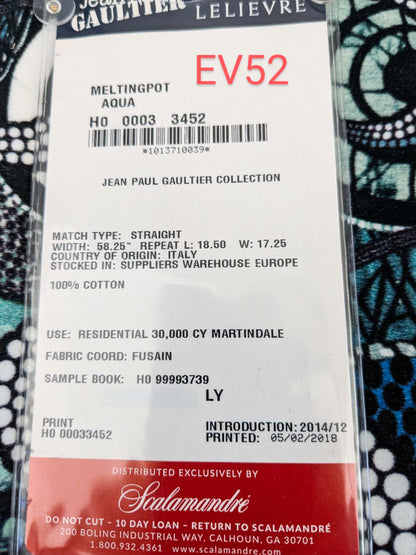 Jean Paul
GAULTIER LELIEVRE
EV52
MELTINGPOT
AQUA
H0 0003 3452
*1013710039*
JEAN PAUL GAULTIER COLLECTION
MATCH TYPE: STRAIGHT
WIDTH: 58.25" REPEAT L: 18.50 W: 17.25
COUNTRY OF ORIGIN: ITALY
STOCKED IN: SUPPLIERS WAREHOUSE EUROPE
100% COTTON
USE: RESIDENTIAL 30,000 CY MARTINDALE
FABRIC COORD: FUSAIN
SAMPLE BOOK: H0 99993739
LY
PRINT INTRODUCTION: 2014/12
H0 00033452 PRINTED: 05/02/2018
DISTRIBUTED EXCLUSIVELY BY
Scalamandré
DO NOT CUT – 10 DAY LOAN – RETURN TO SCALAMANDRÉ
200 BOLING INDUSTRIAL WAY, CALHOUN, GA 30701
1.800.932.4361 www.scalamandre.com